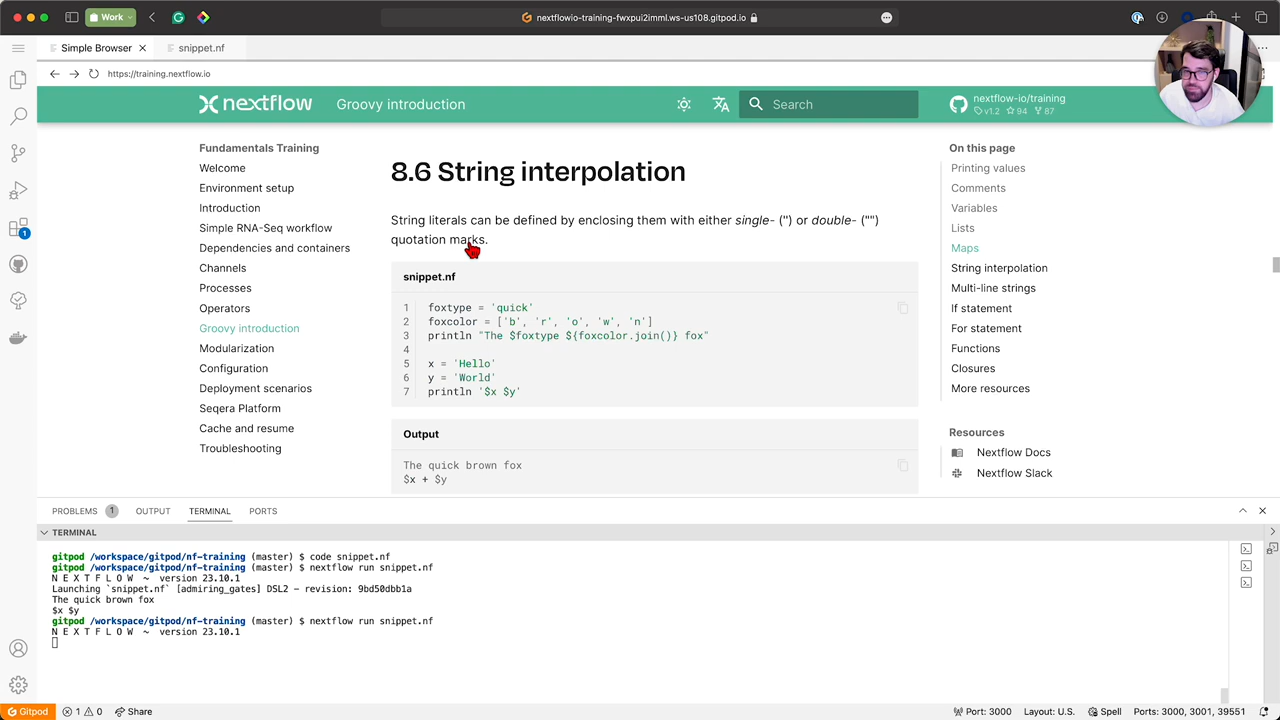 Work
nextflowio-training-fwxpui2imml.ws-us108.gitpod.io
Simple Browser
snippet.nf
https://training.nextflow.io
nextflow
Groovy introduction
Search
nextflow-io/training
v1.2 94 87
Fundamentals Training
Welcome
Environment setup
Introduction
Simple RNA-Seq workflow
Dependencies and containers
Channels
Processes
Operators
Groovy introduction
Modularization
Configuration
Deployment scenarios
Seqera Platform
Cache and resume
Troubleshooting
8.6 String interpolation
String literals can be defined by enclosing them with either single- ('') or double- ("")
quotation marks.
snippet.nf
1 foxtype = 'quick'
2 foxcolor = ['b', 'r', 'o', 'w', 'n']
3 println "The $foxtype ${foxcolor.join()} fox"
4
5 x = 'Hello'
6 y = 'World'
7 println '$x $y'
Output
The quick brown fox
$x + $y
On this page
Printing values
Comments
Variables
Lists
Maps
String interpolation
Multi-line strings
If statement
For statement
Functions
Closures
More resources
Resources
Nextflow Docs
Nextflow Slack
PROBLEMS 1 OUTPUT TERMINAL PORTS
TERMINAL
gitpod /workspace/gitpod/nf-training (master) $ code snippet.nf
gitpod /workspace/gitpod/nf-training (master) $ nextflow run snippet.nf
N E X T F L O W ~ version 23.10.1
Launching `snippet.nf` [admiring_gates] DSL2 - revision: 9bd50dbb1a
The quick brown fox
$x $y
gitpod /workspace/gitpod/nf-training (master) $ nextflow run snippet.nf
N E X T F L O W ~ version 23.10.1
1
Gitpod 1 0 Share
Port: 3000 Layout: U.S. Spell Ports: 3000, 3001, 39551